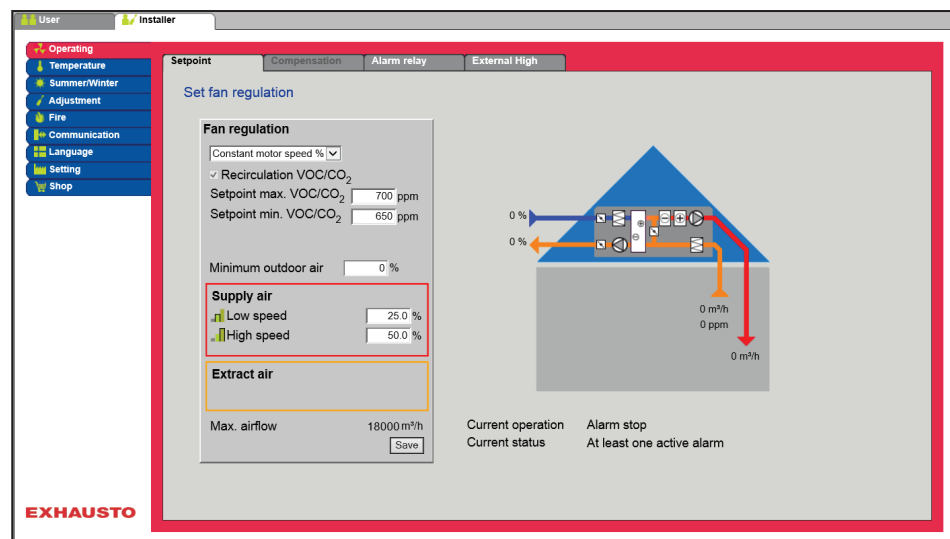 User Installer
Operating
Temperature
Summer/Winter
Adjustment
Fire
Communication
Language
Setting
Shop
Setpoint Compensation Alarm relay External High
Set fan regulation
Fan regulation
Constant motor speed %
Recirculation VOC/CO2
Setpoint max. VOC/CO2 700 ppm
Setpoint min. VOC/CO2 650 ppm
Minimum outdoor air 0 %
Supply air
Low speed 25.0 %
High speed 50.0 %
Extract air
Max. airflow 18000 m³/h
Save
0 %
0 %
0 m³/h
0 ppm
0 m³/h
Current operation Alarm stop
Current status At least one active alarm
EXHAUSTO